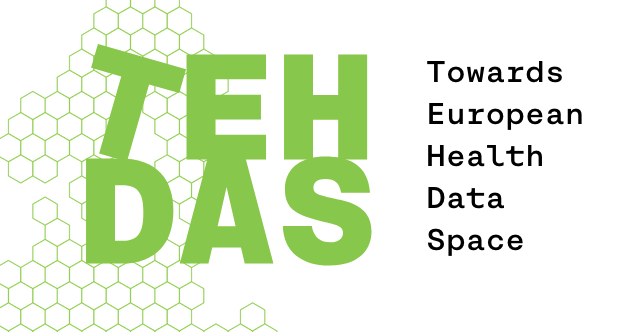 TEH
DAS
Towards
European
Health
Data
Space